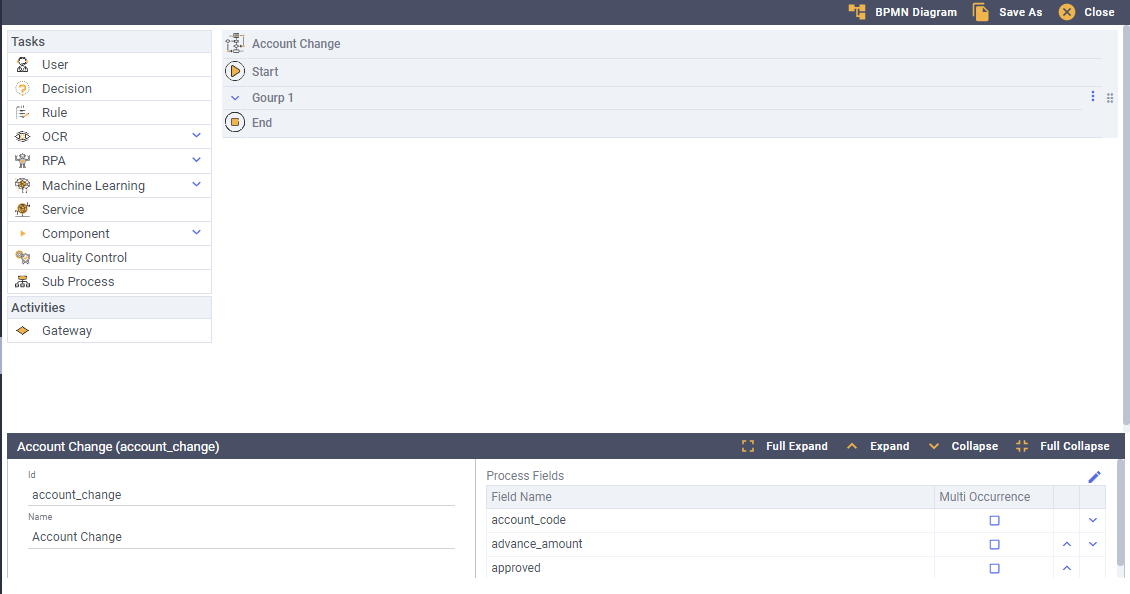 BPMN Diagram Save As Close
Tasks
User
Decision
Rule
OCR
RPA
Machine Learning
Service
Component
Quality Control
Sub Process
Activities
Gateway
Account Change
Start
Gourp 1
End
Account Change (account_change) Full Expand Expand Collapse Full Collapse
Id
account_change
Name
Account Change
Process Fields
Field Name Multi Occurrence
account_code
advance_amount
approved